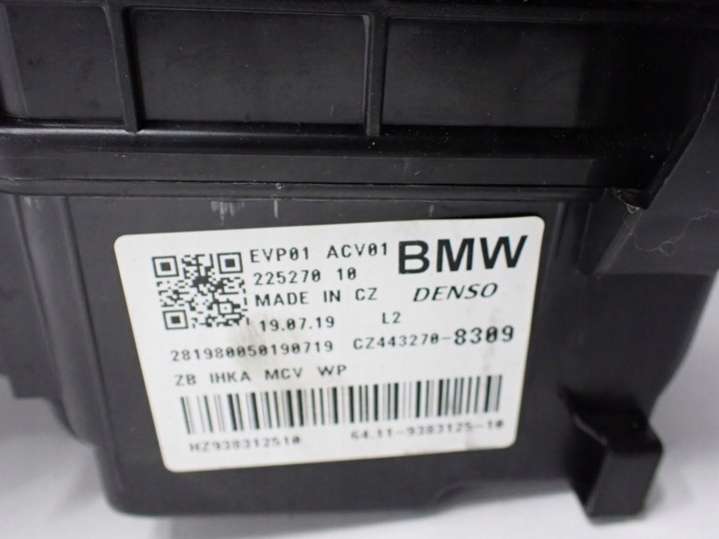 EVP01 ACV01 BMW
225270 10
MADE IN CZ DENSO
19.07.19 L2
281980050190719 CZ443270-8309
ZB IHKA MCV WP
HZ938312510 64.11-9383125-10